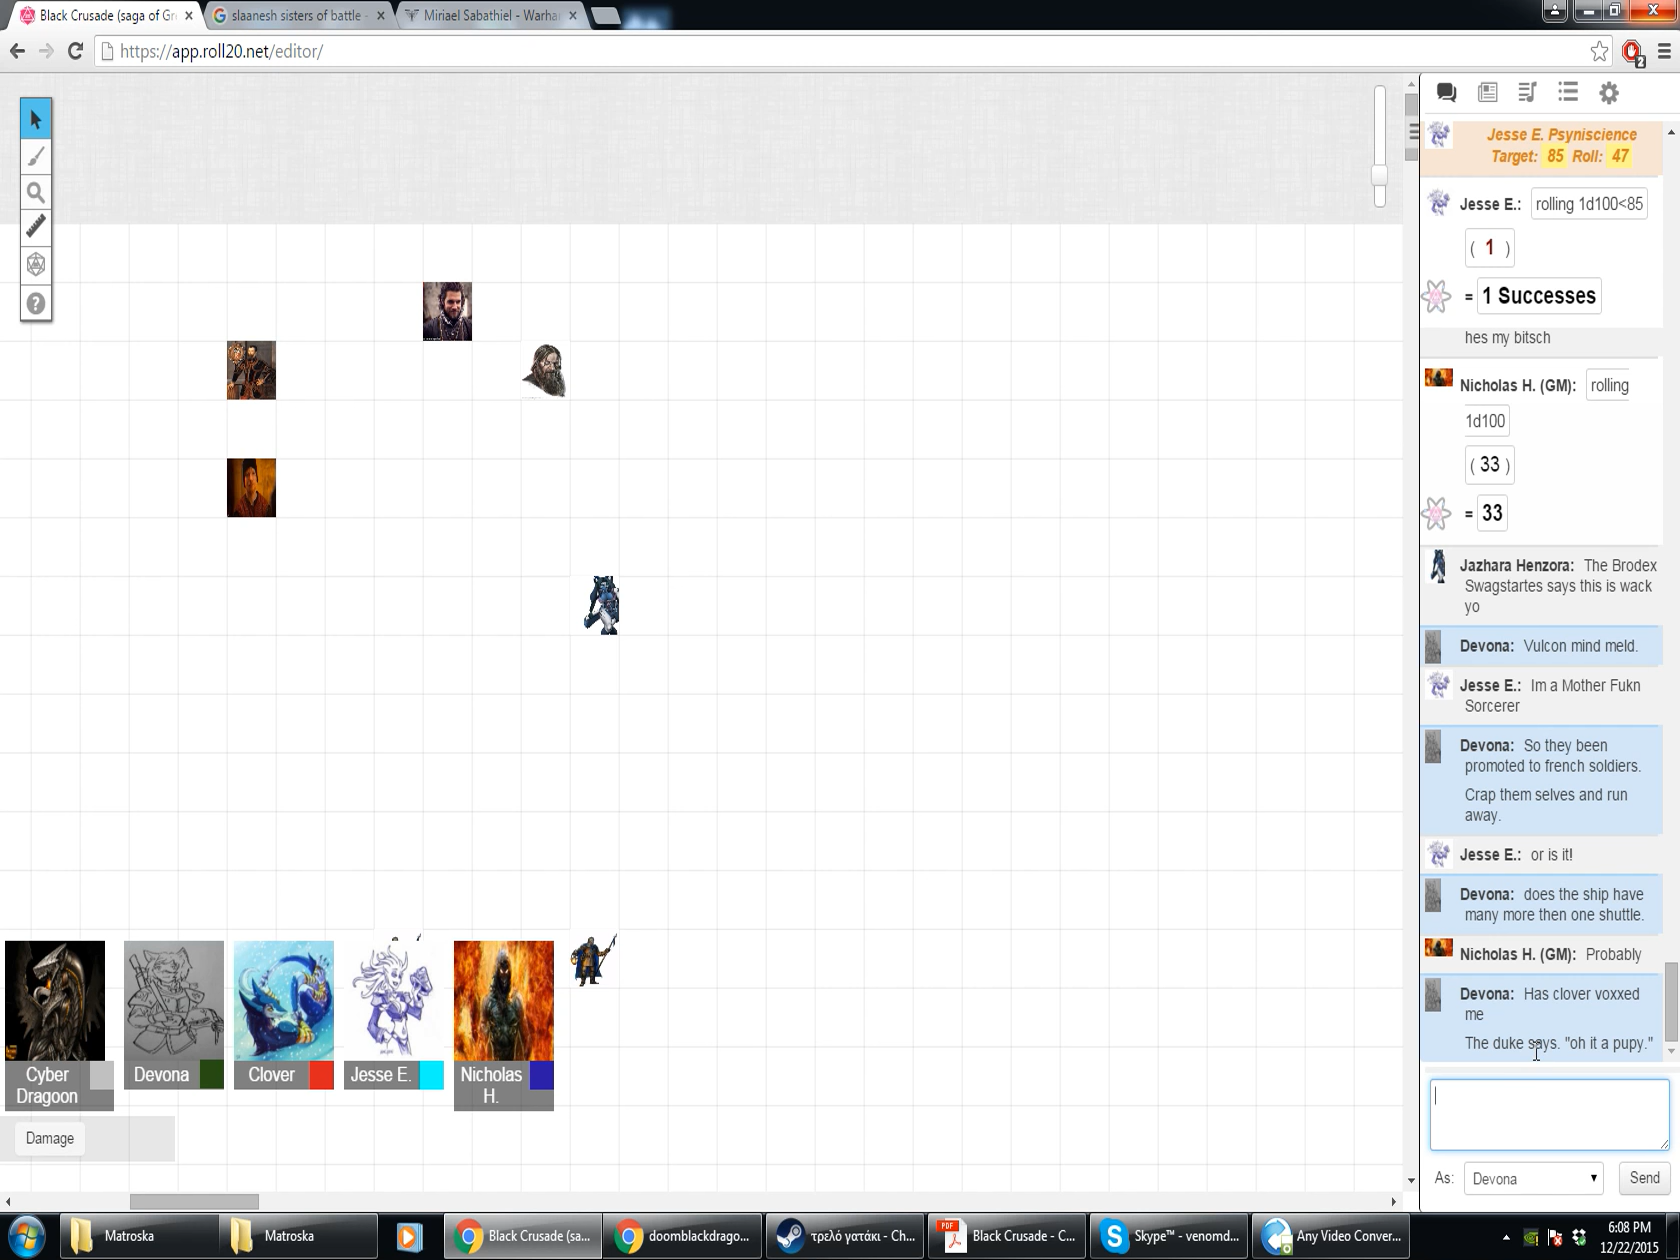 Black Crusade (saga of Gr
slaanesh sisters of battle -
Miriael Sabathiel - Warha
https://app.roll20.net/editor/
2
Jesse E. Psyniscience
Target: 85 Roll: 47
Jesse E.: rolling 1d100<85
( 1 )
= 1 Successes
hes my bitsch
Nicholas H. (GM): rolling
1d100
( 33 )
= 33
Jazhara Henzora: The Brodex
Swagstartes says this is wack
yo
Devona: Vulcon mind meld.
Jesse E.: Im a Mother Fukn
Sorcerer
Devona: So they been
promoted to french soldiers.
Crap them selves and run
away.
Jesse E.: or is it!
Devona: does the ship have
many more then one shuttle.
Nicholas H. (GM): Probably
Devona: Has clover voxxed
me
The duke says. "oh it a pupy."
As: Devona Send
Cyber
Dragoon
Devona
Clover
Jesse E.
Nicholas
H.
Damage
Matroska
Matroska
Black Crusade (sa...
doomblackdrago...
τρελό γατάκι - Ch...
PDF
Black Crusade - C...
Skype™ - venomd...
Any Video Conver...
6:08 PM
12/22/2015